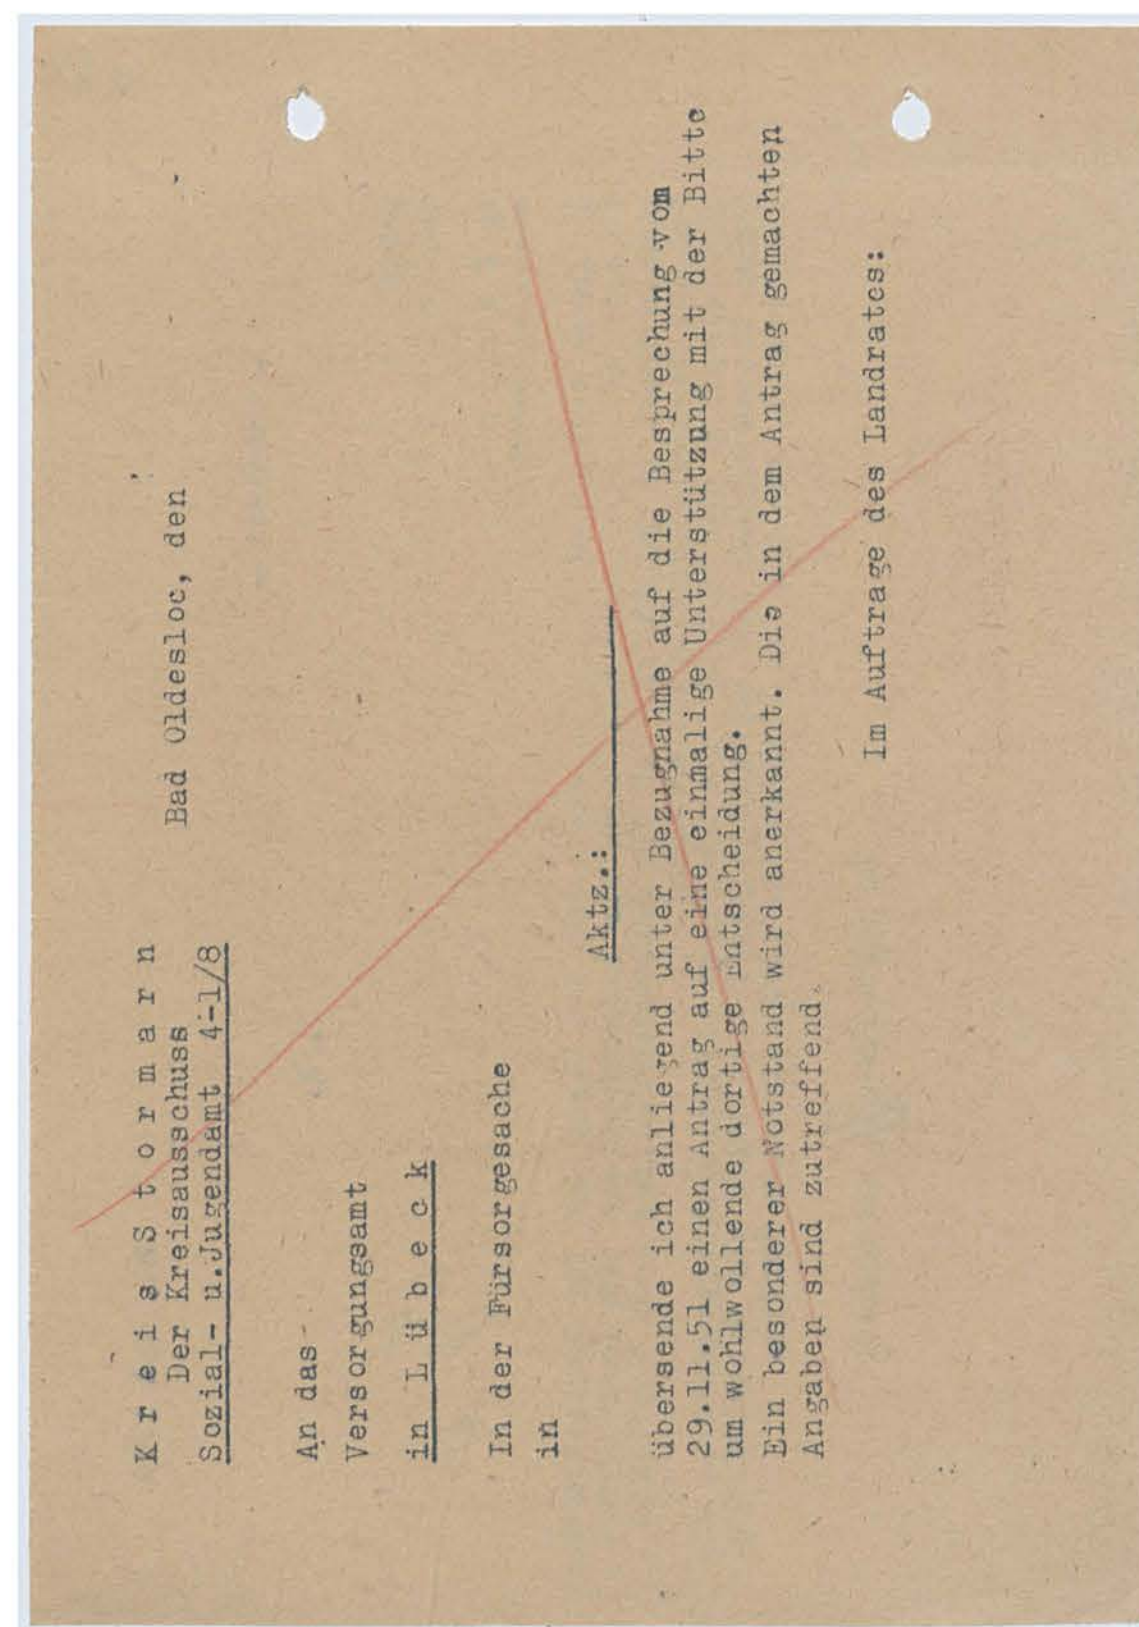 K r e i s S t o r m a r n
Der Kreisausschuss
Sozial- u.Jugendamt 4-1/8
Bad Oldesloc, den
An das
Versorgungsamt
in L ü b e c k
In der Fürsorgesache
in
Aktz.:
übersende ich anliegend unter Bezugnahme auf die Besprechung vom
29.11.51 einen Antrag auf eine einmalige Unterstützung mit der Bitte
um wohlwollende dortige Entscheidung.
Ein besonderer Notstand wird anerkannt. Die in dem Antrag gemachten
Angaben sind zutreffend.
Im Auftrage des Landrates: